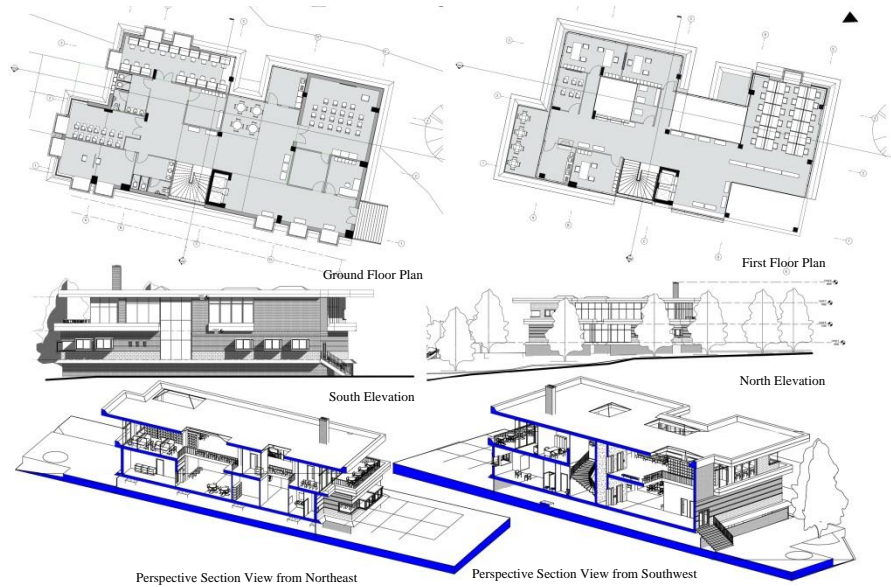 Ground Floor Plan
First Floor Plan
South Elevation
North Elevation
Perspective Section View from Northeast
Perspective Section View from Southwest